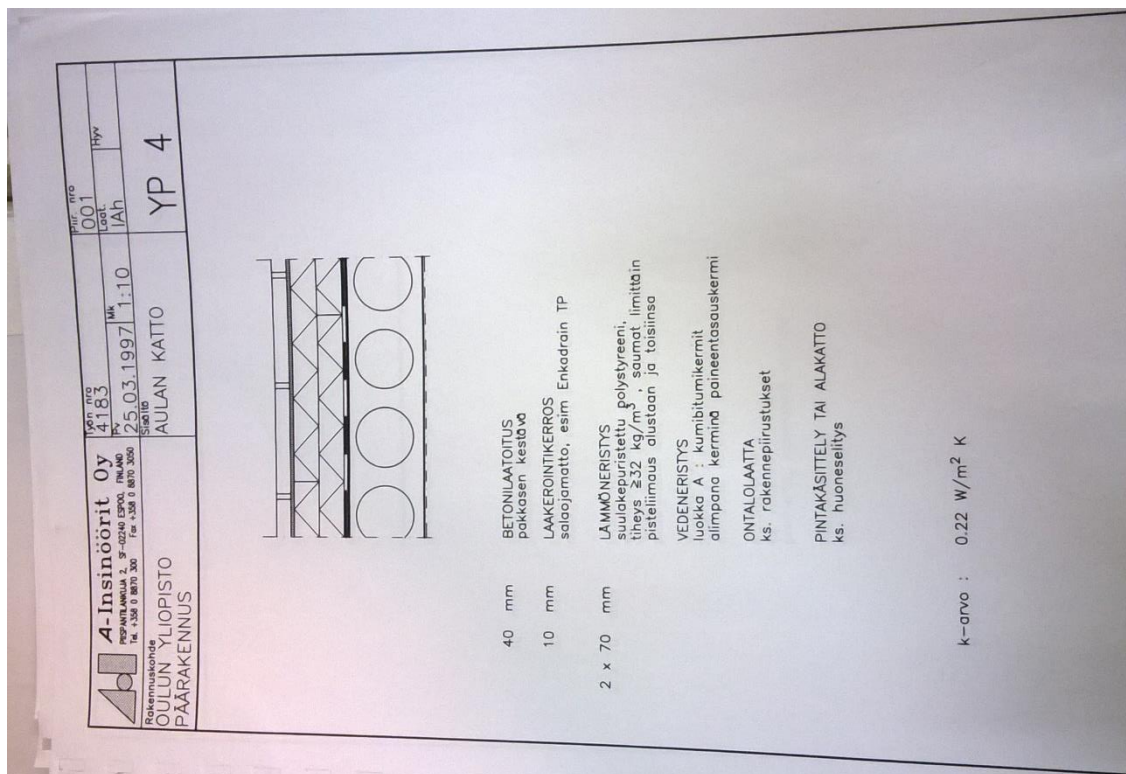 A-Insinöörit Oy
PIISPANTILANKUJA 2, SF-02240 ESPOO, FINLAND
Tel. +358 0 8870 300 Fax +358 0 8870 3050
Työn nro
4183
Piir. nro
001
Pv
25.03.1997
Mk
1:10
Laat.
IAh
Hyv
Rakennuskohde
OULUN YLIOPISTO
PÄÄRAKENNUS
Sisältö
AULAN KATTO
YP 4
40 mm BETONILAATOITUS
pakkasen kestävä
10 mm LAAKEROINTIKERROS
salaojamatto, esim Enkadrain TP
2 x 70 mm LÄMMÖNERISTYS
suulakepuristettu polystyreeni,
tiheys ≥32 kg/m³ , saumat limittäin
pisteliimaus alustaan ja toisiinsa
VEDENERISTYS
luokka A : kumibitumikermit
alimpana kerminä paineentasauskermi
ONTALOLAATTA
ks. rakennepiirustukset
PINTAKÄSITTELY TAI ALAKATTO
ks. huoneselitys
k-arvo : 0.22 W/m² K